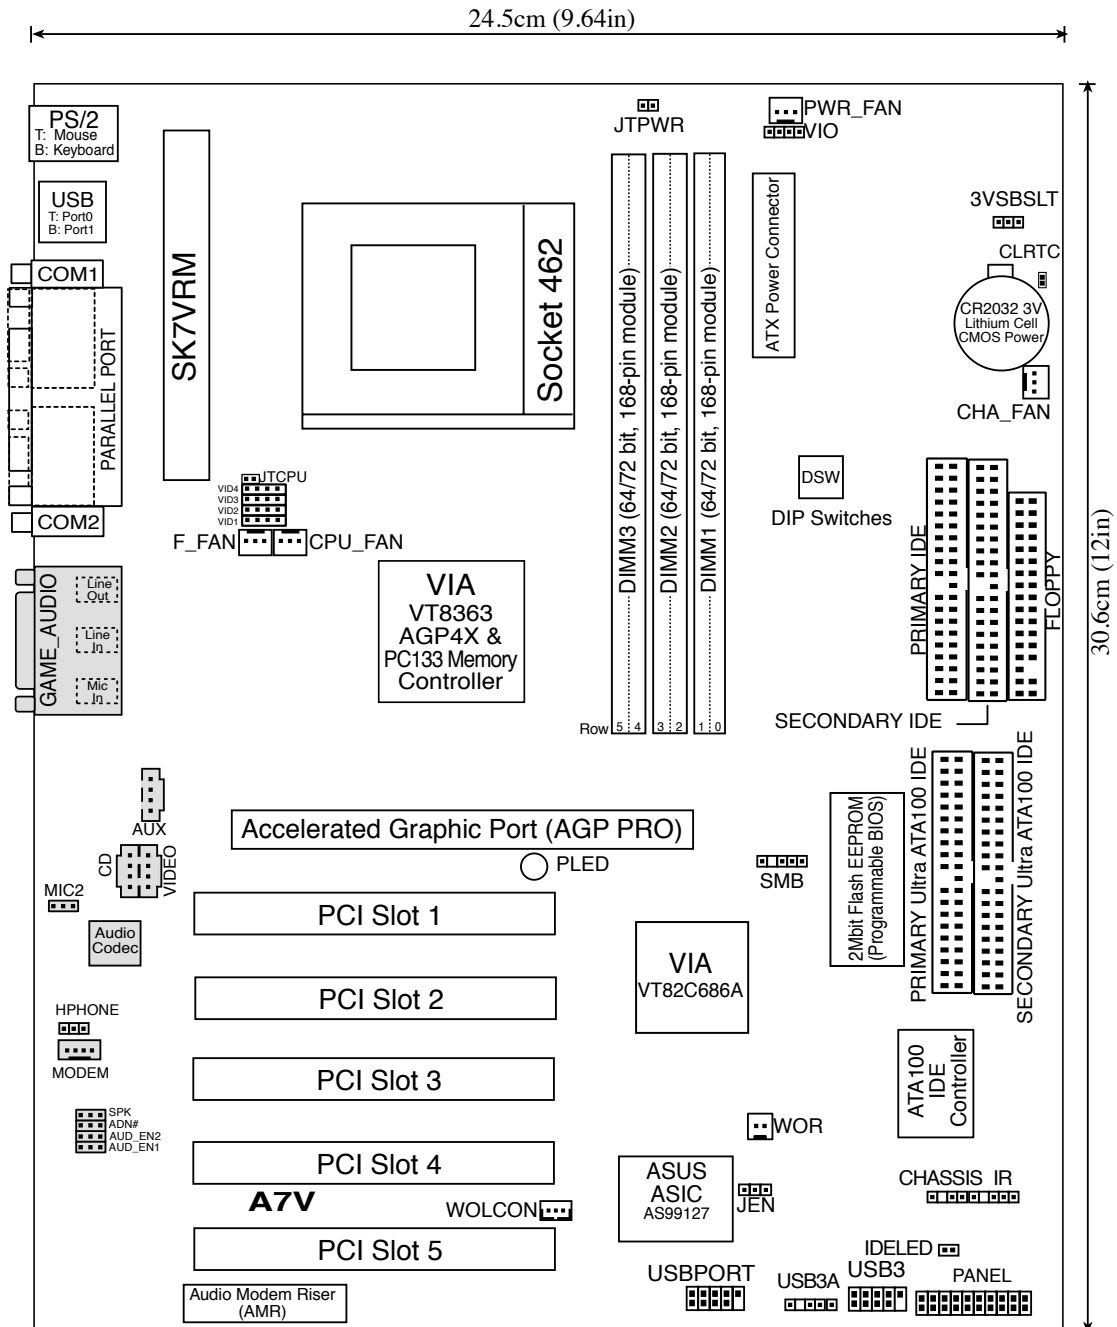 24.5cm (9.64in)
PS/2
T: Mouse
B: Keyboard
USB
T: Port0
B: Port1
COM1
PARALLEL PORT
COM2
GAME_AUDIO
Line
Out
Line
In
Mic
In
SK7VRM
Socket 462
JTPWR
PWR_FAN
VIO
DIMM3 (64/72 bit, 168-pin module)
DIMM2 (64/72 bit, 168-pin module)
DIMM1 (64/72 bit, 168-pin module)
ATX Power Connector
3VSBSLT
CLRTC
CR2032 3V
Lithium Cell
CMOS Power
CHA_FAN
JTCPU
VID4
VID3
VID2
VID1
F_FAN
CPU_FAN
DSW
DIP Switches
PRIMARY IDE
FLOPPY
30.6cm (12in)
VIA
VT8363
AGP4X &
PC133 Memory
Controller
Row 5 4 3 2 1 0
SECONDARY IDE
AUX
CD
VIDEO
MIC2
Audio
Codec
Accelerated Graphic Port (AGP PRO)
PLED
SMB
2Mbit Flash EEPROM
(Programmable BIOS)
PRIMARY Ultra ATA100 IDE
SECONDARY Ultra ATA100 IDE
PCI Slot 1
VIA
VT82C686A
PCI Slot 2
HPHONE
MODEM
PCI Slot 3
ATA100
IDE
Controller
SPK
ADN#
AUD_EN2
AUD_EN1
WOR
PCI Slot 4
ASUS
ASIC
AS99127
JEN
CHASSIS IR
A7V
WOLCON
PCI Slot 5
IDELED
USBPORT
USB3A
USB3
PANEL
Audio Modem Riser
(AMR)